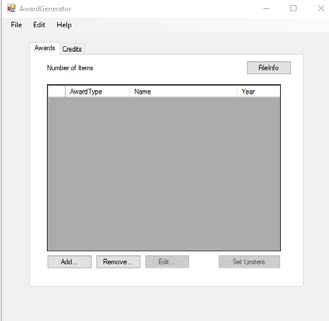 AwardGenerator
File Edit Help
Awards Credits
Number of Items FileInfo
AwardType Name Year
Add... Remove... Edit... Set Limiters